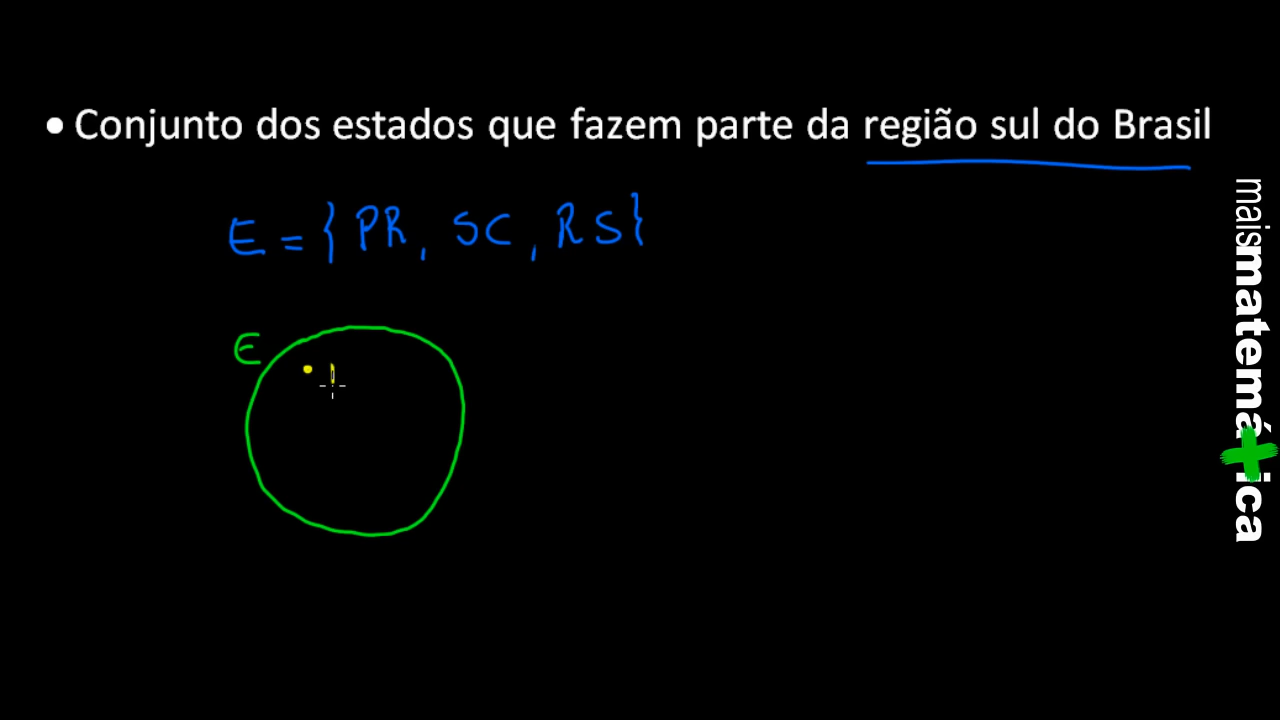 • Conjunto dos estados que fazem parte da região sul do Brasil
E = { PR, SC, RS}
E
maismatemática